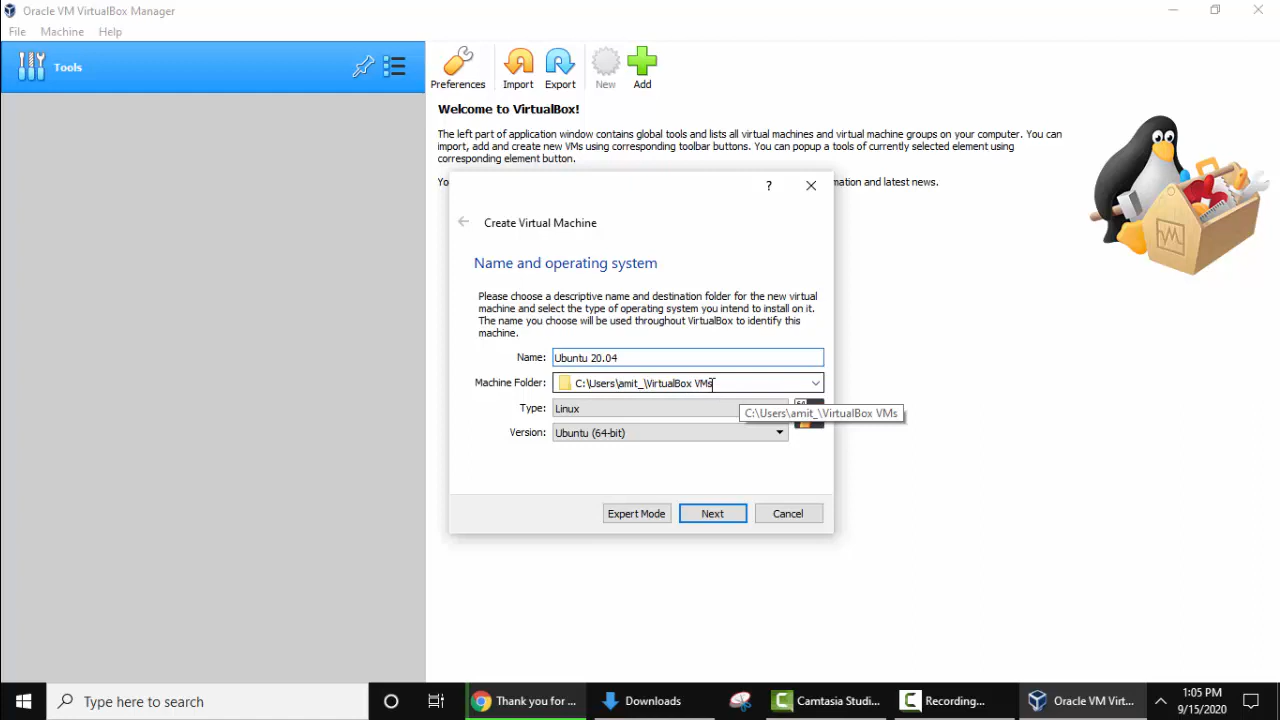 Oracle VM VirtualBox Manager
File Machine Help
Tools
Preferences Import Export New Add
Welcome to VirtualBox!
The left part of application window contains global tools and lists all virtual machines and virtual machine groups on your computer. You can
import, add and create new VMs using corresponding toolbar buttons. You can popup a tools of currently selected element using
corresponding element button.
mation and latest news.
?
Create Virtual Machine
Name and operating system
Please choose a descriptive name and destination folder for the new virtual
machine and select the type of operating system you intend to install on it.
The name you choose will be used throughout VirtualBox to identify this
machine.
Name: Ubuntu 20.04
Machine Folder: C:\Users\amit_\VirtualBox VMs
Type: Linux
C:\Users\amit_\VirtualBox VMs
Version: Ubuntu (64-bit)
Expert Mode Next Cancel
Type here to search
Thank you for ...
Downloads
Camtasia Studi...
Recording...
Oracle VM Virt...
1:05 PM
9/15/2020